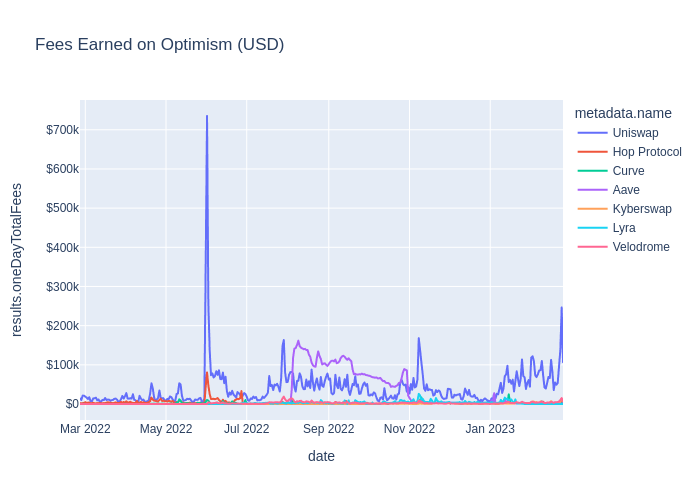 Fees Earned on Optimism (USD)
metadata.name
Uniswap
Hop Protocol
Curve
Aave
Kyberswap
Lyra
Velodrome
results.oneDayTotalFees
$700k
$600k
$500k
$400k
$300k
$200k
$100k
$0
Mar 2022
May 2022
Jul 2022
Sep 2022
Nov 2022
Jan 2023
date